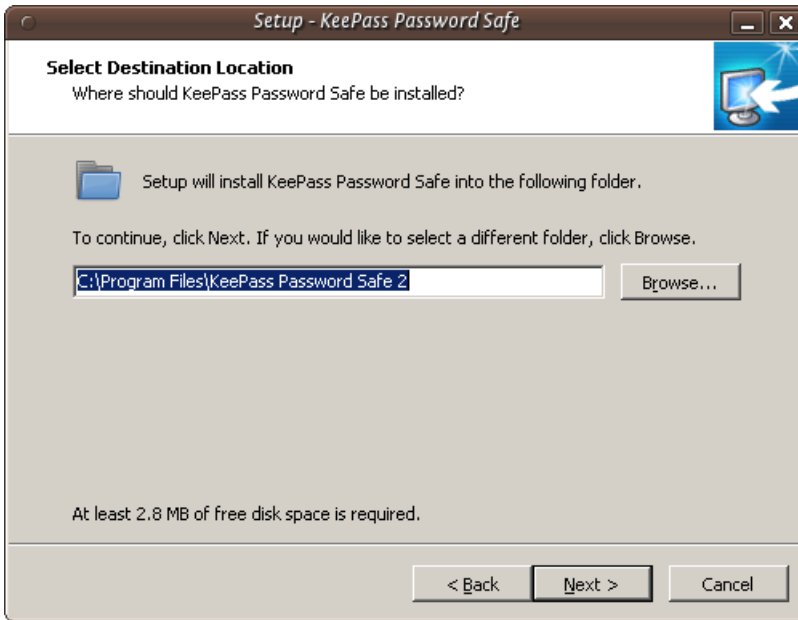 Setup - KeePass Password Safe
Select Destination Location
Where should KeePass Password Safe be installed?
Setup will install KeePass Password Safe into the following folder.
To continue, click Next. If you would like to select a different folder, click Browse.
C:\Program Files\KeePass Password Safe 2
Browse...
At least 2.8 MB of free disk space is required.
< Back
Next >
Cancel